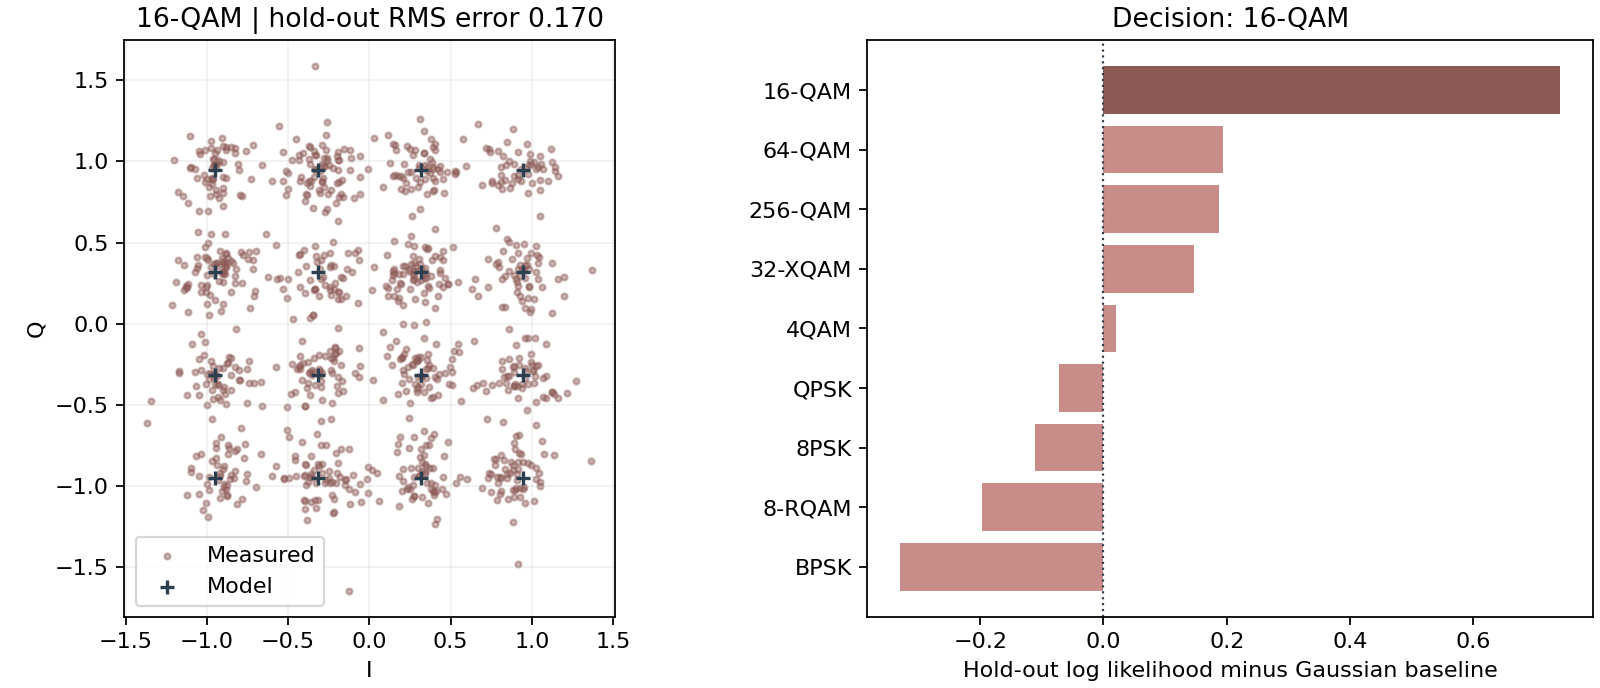 16-QAM | hold-out RMS error 0.170
1.5
1.0
0.5
0.0
−0.5
−1.0
−1.5
Q
Measured
Model
−1.5
−1.0
−0.5
0.0
0.5
1.0
1.5
I
Decision: 16-QAM
16-QAM
64-QAM
256-QAM
32-XQAM
4QAM
QPSK
8PSK
8-RQAM
BPSK
−0.2
0.0
0.2
0.4
0.6
Hold-out log likelihood minus Gaussian baseline